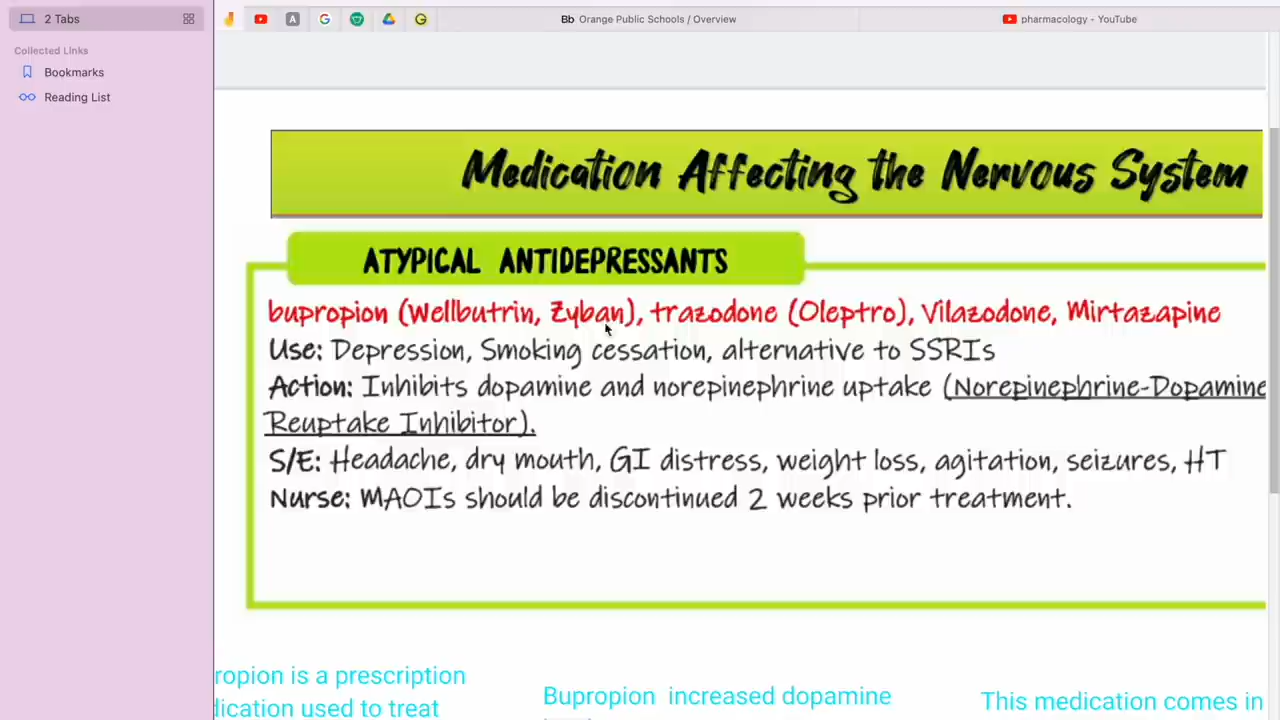 2 Tabs
Collected Links
Bookmarks
Reading List
A
G
Bb Orange Public Schools / Overview
pharmacology - YouTube
Medication Affecting the Nervous System
ATYPICAL ANTIDEPRESSANTS
bupropion (Wellbutrin, Zyban), trazodone (Oleptro), Vilazodone, Mirtazapine
Use: Depression, Smoking cessation, alternative to SSRIs
Action: Inhibits dopamine and norepinephrine uptake (Norepinephrine-Dopamine
Reuptake Inhibitor).
S/E: Headache, dry mouth, GI distress, weight loss, agitation, seizures, HT
Nurse: MAOIs should be discontinued 2 weeks prior treatment.
ropion is a prescription
dication used to treat
Bupropion increased dopamine
This medication comes in